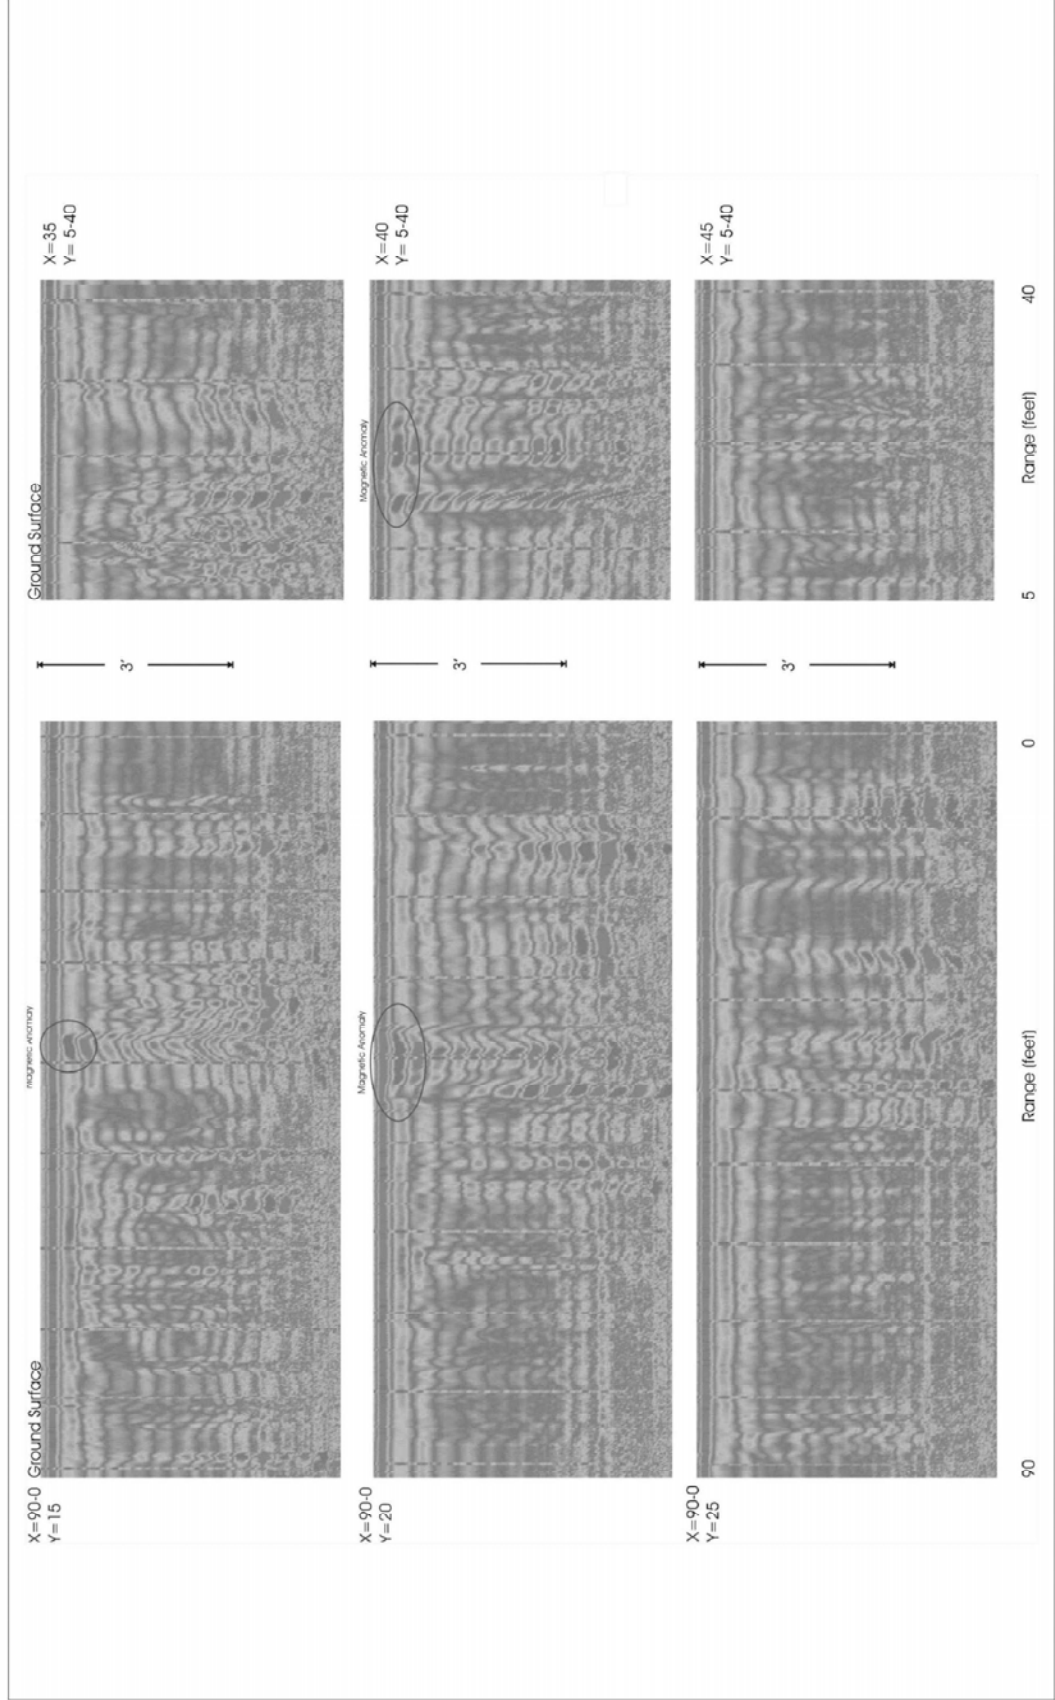 X=90-0
Y=15
Ground Surface
Magnetic Anomaly
3'
Ground Surface
X=35
Y= 5-40
X=90-0
Y=20
Magnetic Anomaly
3'
Magnetic Anomaly
X=40
Y= 5-40
X=90-0
Y=25
3'
X=45
Y= 5-40
90
Range (feet)
0
5
Range (feet)
40